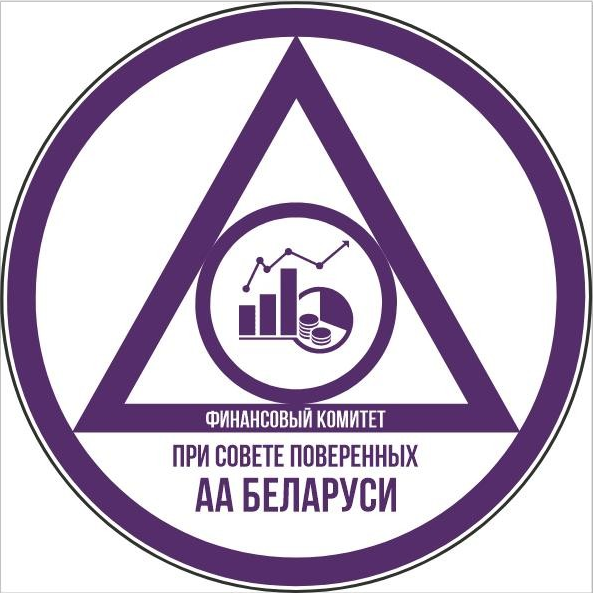 ФИНАНСОВЫЙ КОМИТЕТ
ПРИ СОВЕТЕ ПОВЕРЕННЫХ
АА БЕЛАРУСИ